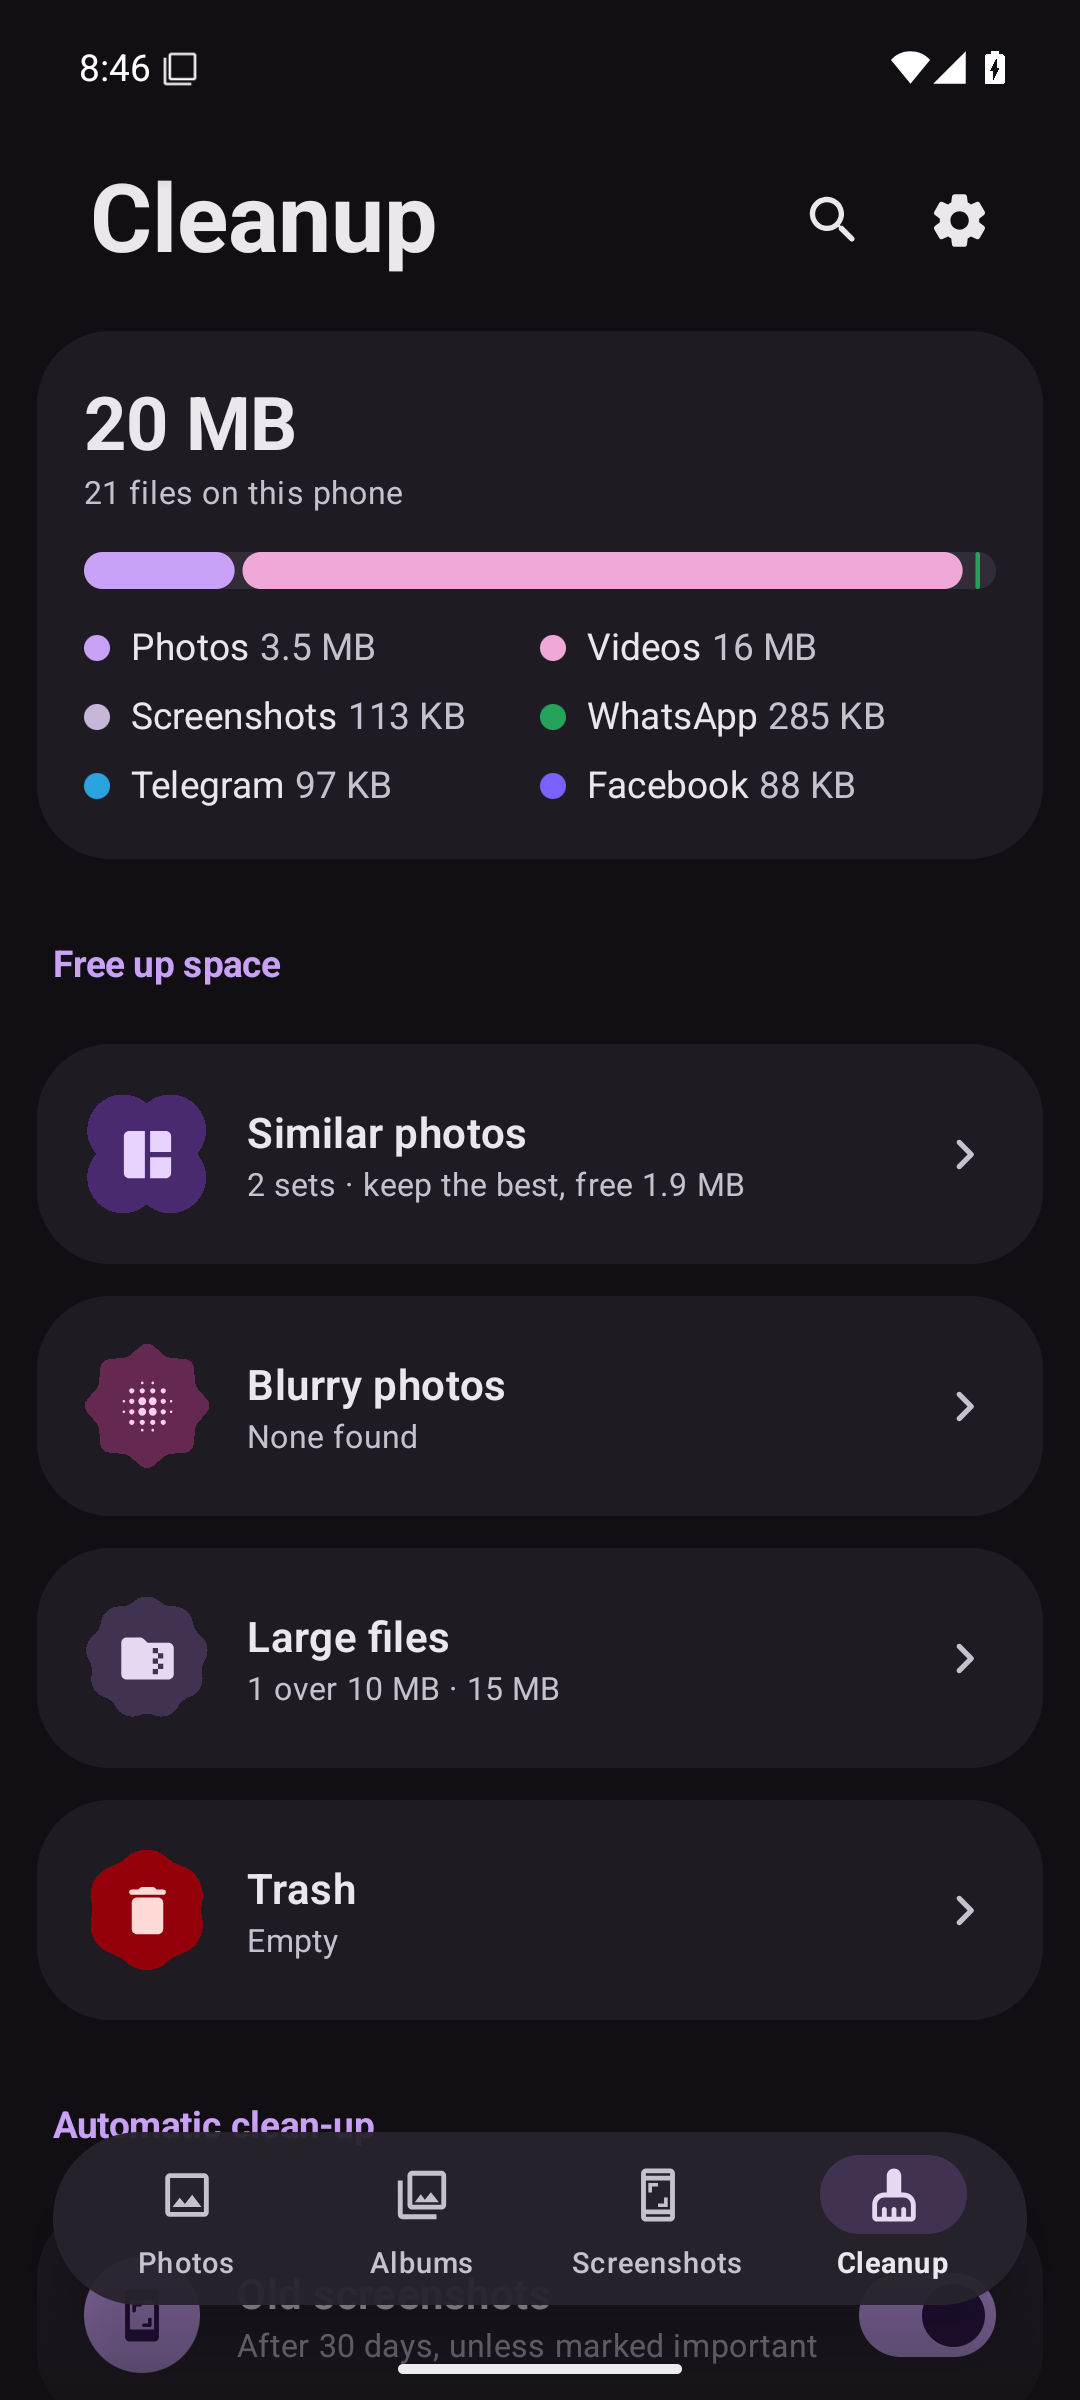 8:46
Cleanup
20 MB
21 files on this phone
Photos 3.5 MB
Videos 16 MB
Screenshots 113 KB
WhatsApp 285 KB
Telegram 97 KB
Facebook 88 KB
Free up space
Similar photos
2 sets · keep the best, free 1.9 MB
Blurry photos
None found
Large files
1 over 10 MB · 15 MB
Trash
Empty
Automatic clean-up
Photos
Albums
Screenshots
Cleanup
Old screenshots
After 30 days, unless marked important